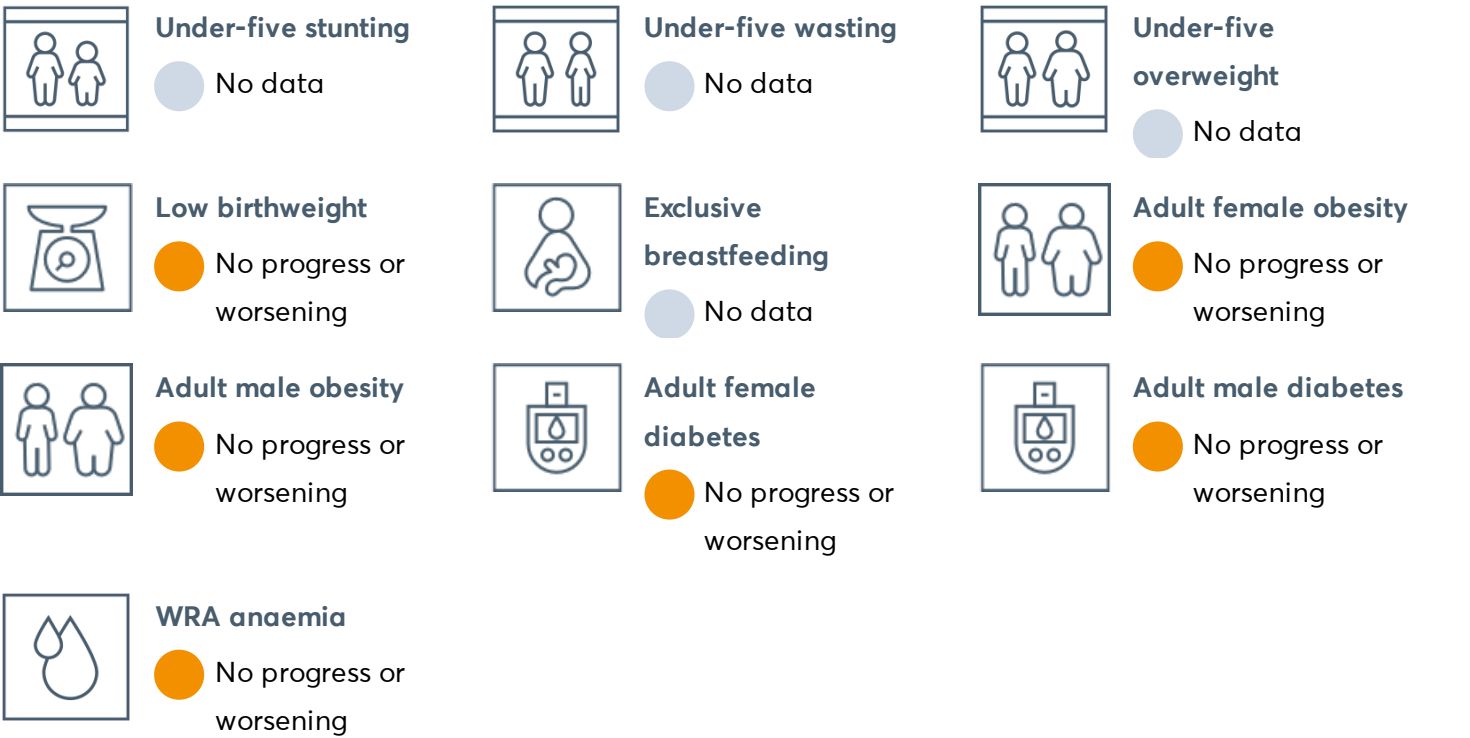 Under-five stunting
No data
Under-five wasting
No data
Under-five
overweight
No data
Low birthweight
No progress or
worsening
Exclusive
breastfeeding
No data
Adult female obesity
No progress or
worsening
Adult male obesity
No progress or
worsening
Adult female
diabetes
No progress or
worsening
Adult male diabetes
No progress or
worsening
WRA anaemia
No progress or
worsening